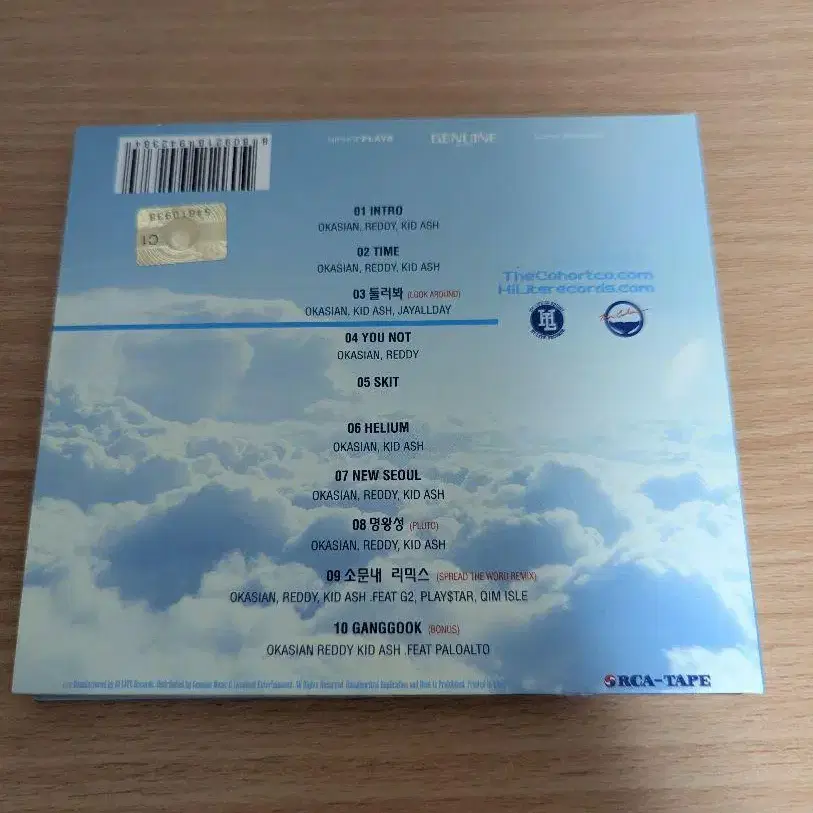 GENUINE
01 INTRO
OKASIAN, REDDY, KID ASH
02 TIME
OKASIAN, REDDY, KID ASH
03 둘러봐 (LOOK AROUND)
OKASIAN, KID ASH, JAYALLDAY
TheCohortco.com
HiLiterecords.com
HL
04 YOU NOT
OKASIAN, REDDY
05 SKIT
06 HELIUM
OKASIAN, KID ASH
07 NEW SEOUL
OKASIAN, REDDY, KID ASH
08 명왕성 (PLUTO)
OKASIAN, REDDY, KID ASH
09 소문내 리믹스 (SPREAD THE WORD REMIX)
OKASIAN, REDDY, KID ASH .FEAT G2, PLAY$TAR, QIM ISLE
10 GANGGOOK (BONUS)
OKASIAN REDDY KID ASH .FEAT PALOALTO
RCA-TAPE